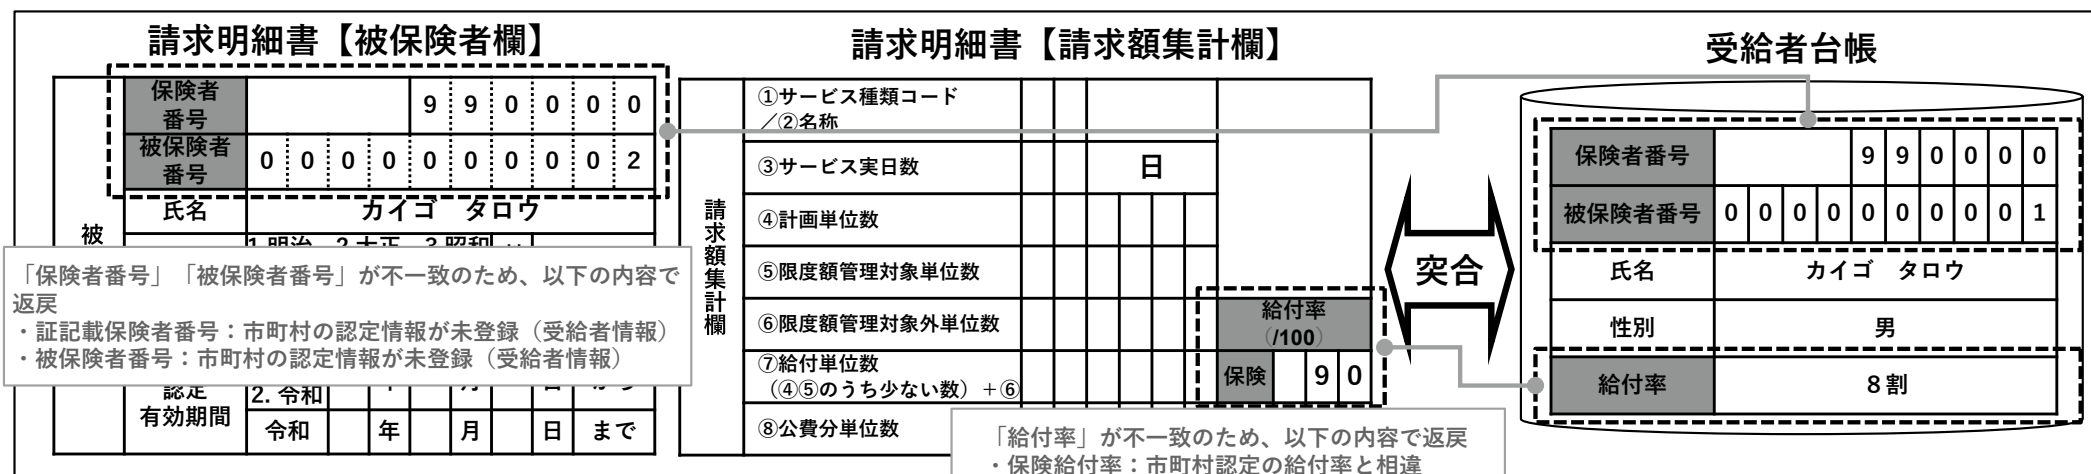 請求明細書【被保険者欄】
保険者
番号
9 9 0 0 0 0
被保険者
番号
0 0 0 0 0 0 0 0 0 2
氏名
カイゴ タロウ
被
1.明治 2.大正 3.昭和
「保険者番号」「被保険者番号」が不一致のため、以下の内容で
返戻
・証記載保険者番号：市町村の認定情報が未登録（受給者情報）
・被保険者番号：市町村の認定情報が未登録（受給者情報）
認定
有効期間
2. 令和 年 月 日 から
令和 年 月 日 まで
請求明細書【請求額集計欄】
請求額集計欄
①サービス種類コード
／②名称
③サービス実日数
日
④計画単位数
⑤限度額管理対象単位数
⑥限度額管理対象外単位数
給付率
（/100）
⑦給付単位数
（④⑤のうち少ない数）＋⑥
保険 9 0
⑧公費分単位数
「給付率」が不一致のため、以下の内容で返戻
・保険給付率：市町村認定の給付率と相違
突合
受給者台帳
保険者番号 9 9 0 0 0 0
被保険者番号 0 0 0 0 0 0 0 0 0 1
氏名 カイゴ タロウ
性別 男
給付率 8割